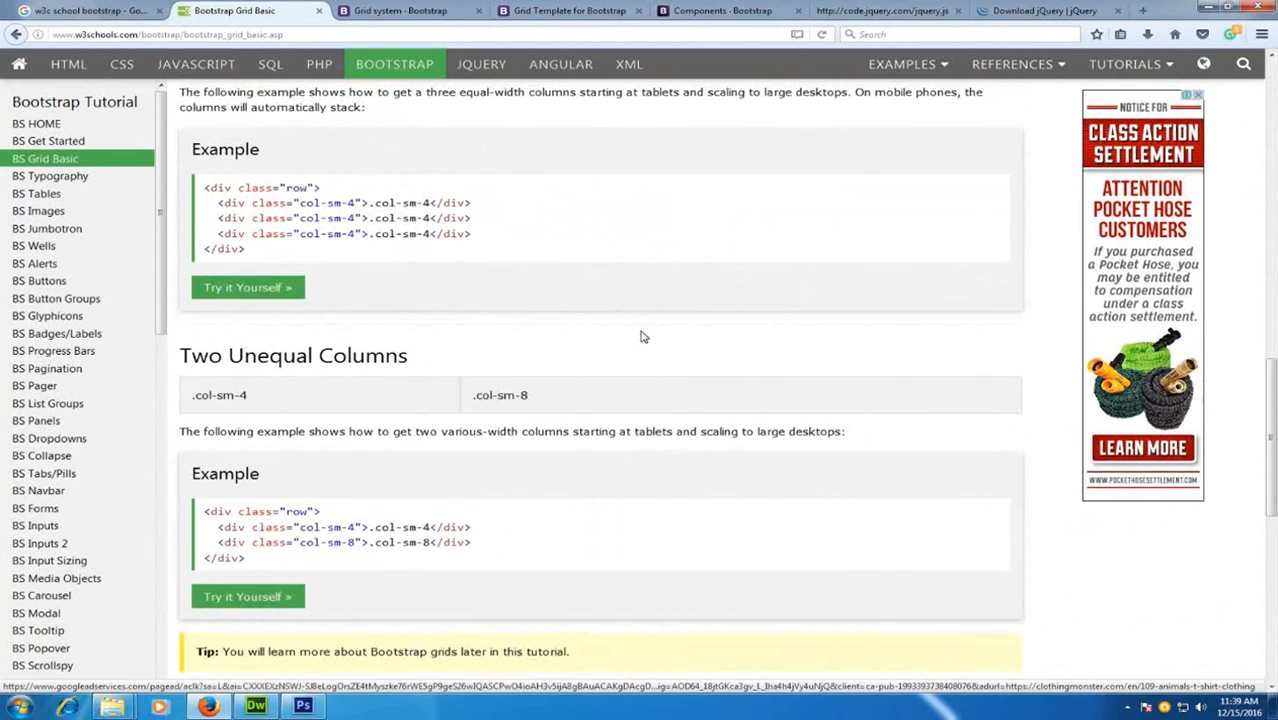 w3c school bootstrap - Go...
Bootstrap Grid Basic
Grid system · Bootstrap
Grid Template for Bootstrap
Components · Bootstrap
http://code.jquery.com/jquery.js
Download jQuery | jQuery
www.w3schools.com/bootstrap/bootstrap_grid_basic.asp
Search
HTML CSS JAVASCRIPT SQL PHP BOOTSTRAP JQUERY ANGULAR XML EXAMPLES REFERENCES TUTORIALS
Bootstrap Tutorial
BS HOME
BS Get Started
BS Grid Basic
BS Typography
BS Tables
BS Images
BS Jumbotron
BS Wells
BS Alerts
BS Buttons
BS Button Groups
BS Glyphicons
BS Badges/Labels
BS Progress Bars
BS Pagination
BS Pager
BS List Groups
BS Panels
BS Dropdowns
BS Collapse
BS Tabs/Pills
BS Navbar
BS Forms
BS Inputs
BS Inputs 2
BS Input Sizing
BS Media Objects
BS Carousel
BS Modal
BS Tooltip
BS Popover
BS Scrollspy
The following example shows how to get a three equal-width columns starting at tablets and scaling to large desktops. On mobile phones, the
columns will automatically stack:
Example
<div class="row">
<div class="col-sm-4">.col-sm-4</div>
<div class="col-sm-4">.col-sm-4</div>
<div class="col-sm-4">.col-sm-4</div>
</div>
Try it Yourself »
Two Unequal Columns
.col-sm-4 .col-sm-8
The following example shows how to get two various-width columns starting at tablets and scaling to large desktops:
Example
<div class="row">
<div class="col-sm-4">.col-sm-4</div>
<div class="col-sm-8">.col-sm-8</div>
</div>
Try it Yourself »
Tip: You will learn more about Bootstrap grids later in this tutorial.
NOTICE FOR
CLASS ACTION
SETTLEMENT
ATTENTION
POCKET HOSE
CUSTOMERS
If you purchased
a Pocket Hose, you
may be entitled
to compensation
under a class
action settlement.
LEARN MORE
WWW.POCKETHOSESETTLEMENT.COM
Dw
Ps
11:39 AM
12/15/2016